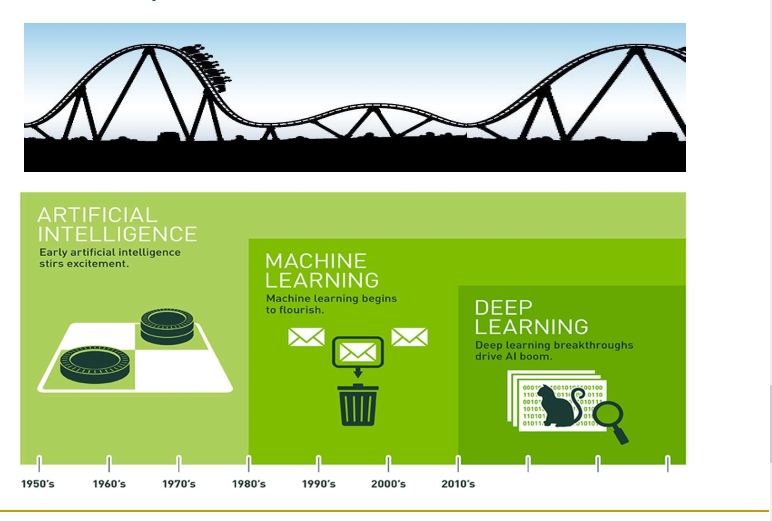 ARTIFICIAL
INTELLIGENCE
Early artificial intelligence
stirs excitement.
MACHINE
LEARNING
Machine learning begins
to flourish.
DEEP
LEARNING
Deep learning breakthroughs
drive AI boom.
1950's 1960's 1970's 1980's 1990's 2000's 2010's